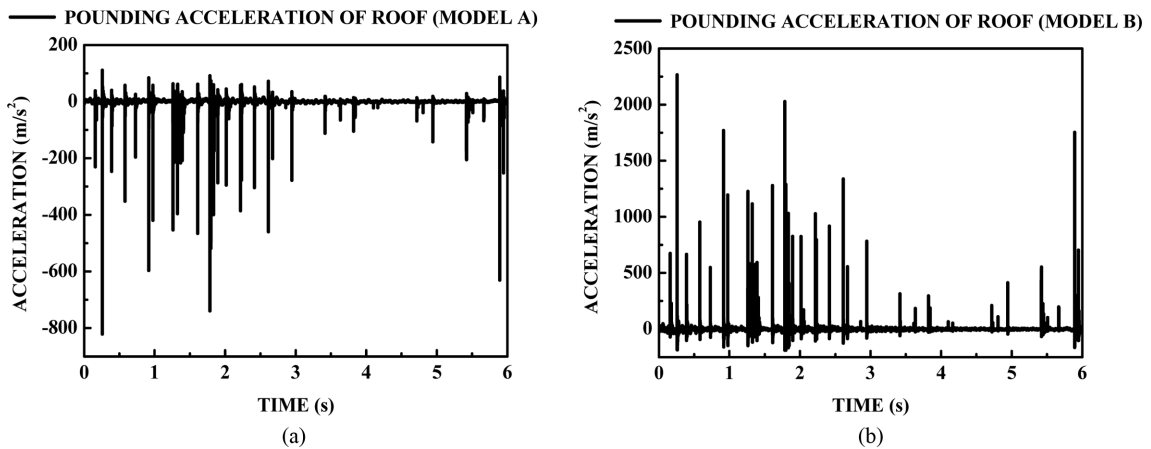 POUNDING ACCELERATION OF ROOF (MODEL A)
200
0
-200
-400
-600
-800
ACCELERATION (m/s²)
0 1 2 3 4 5 6
TIME (s)
(a)
POUNDING ACCELERATION OF ROOF (MODEL B)
2500
2000
1500
1000
500
0
ACCELERATION (m/s²)
0 1 2 3 4 5 6
TIME (s)
(b)